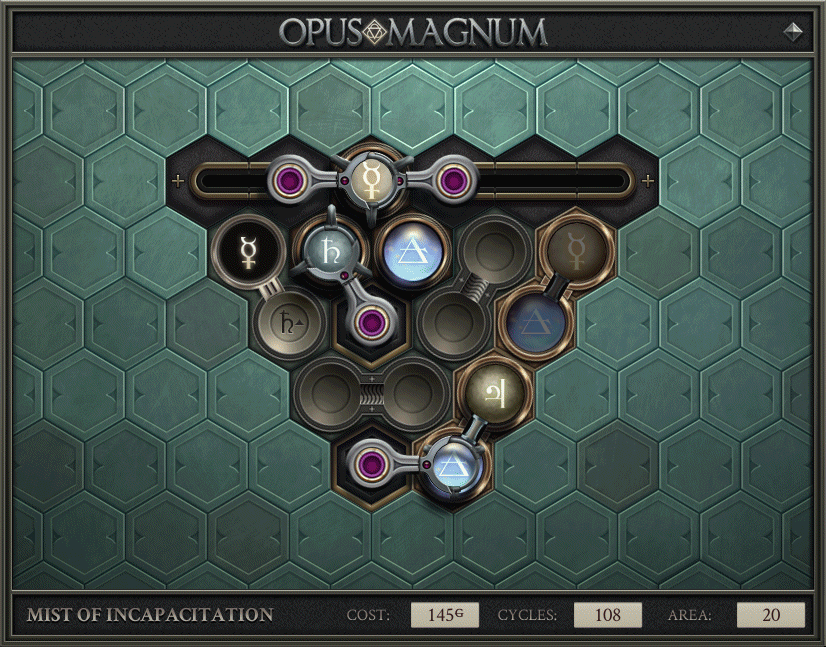 OPUS MAGNUM
MIST OF INCAPACITATION COST: 145G CYCLES: 108 AREA: 20